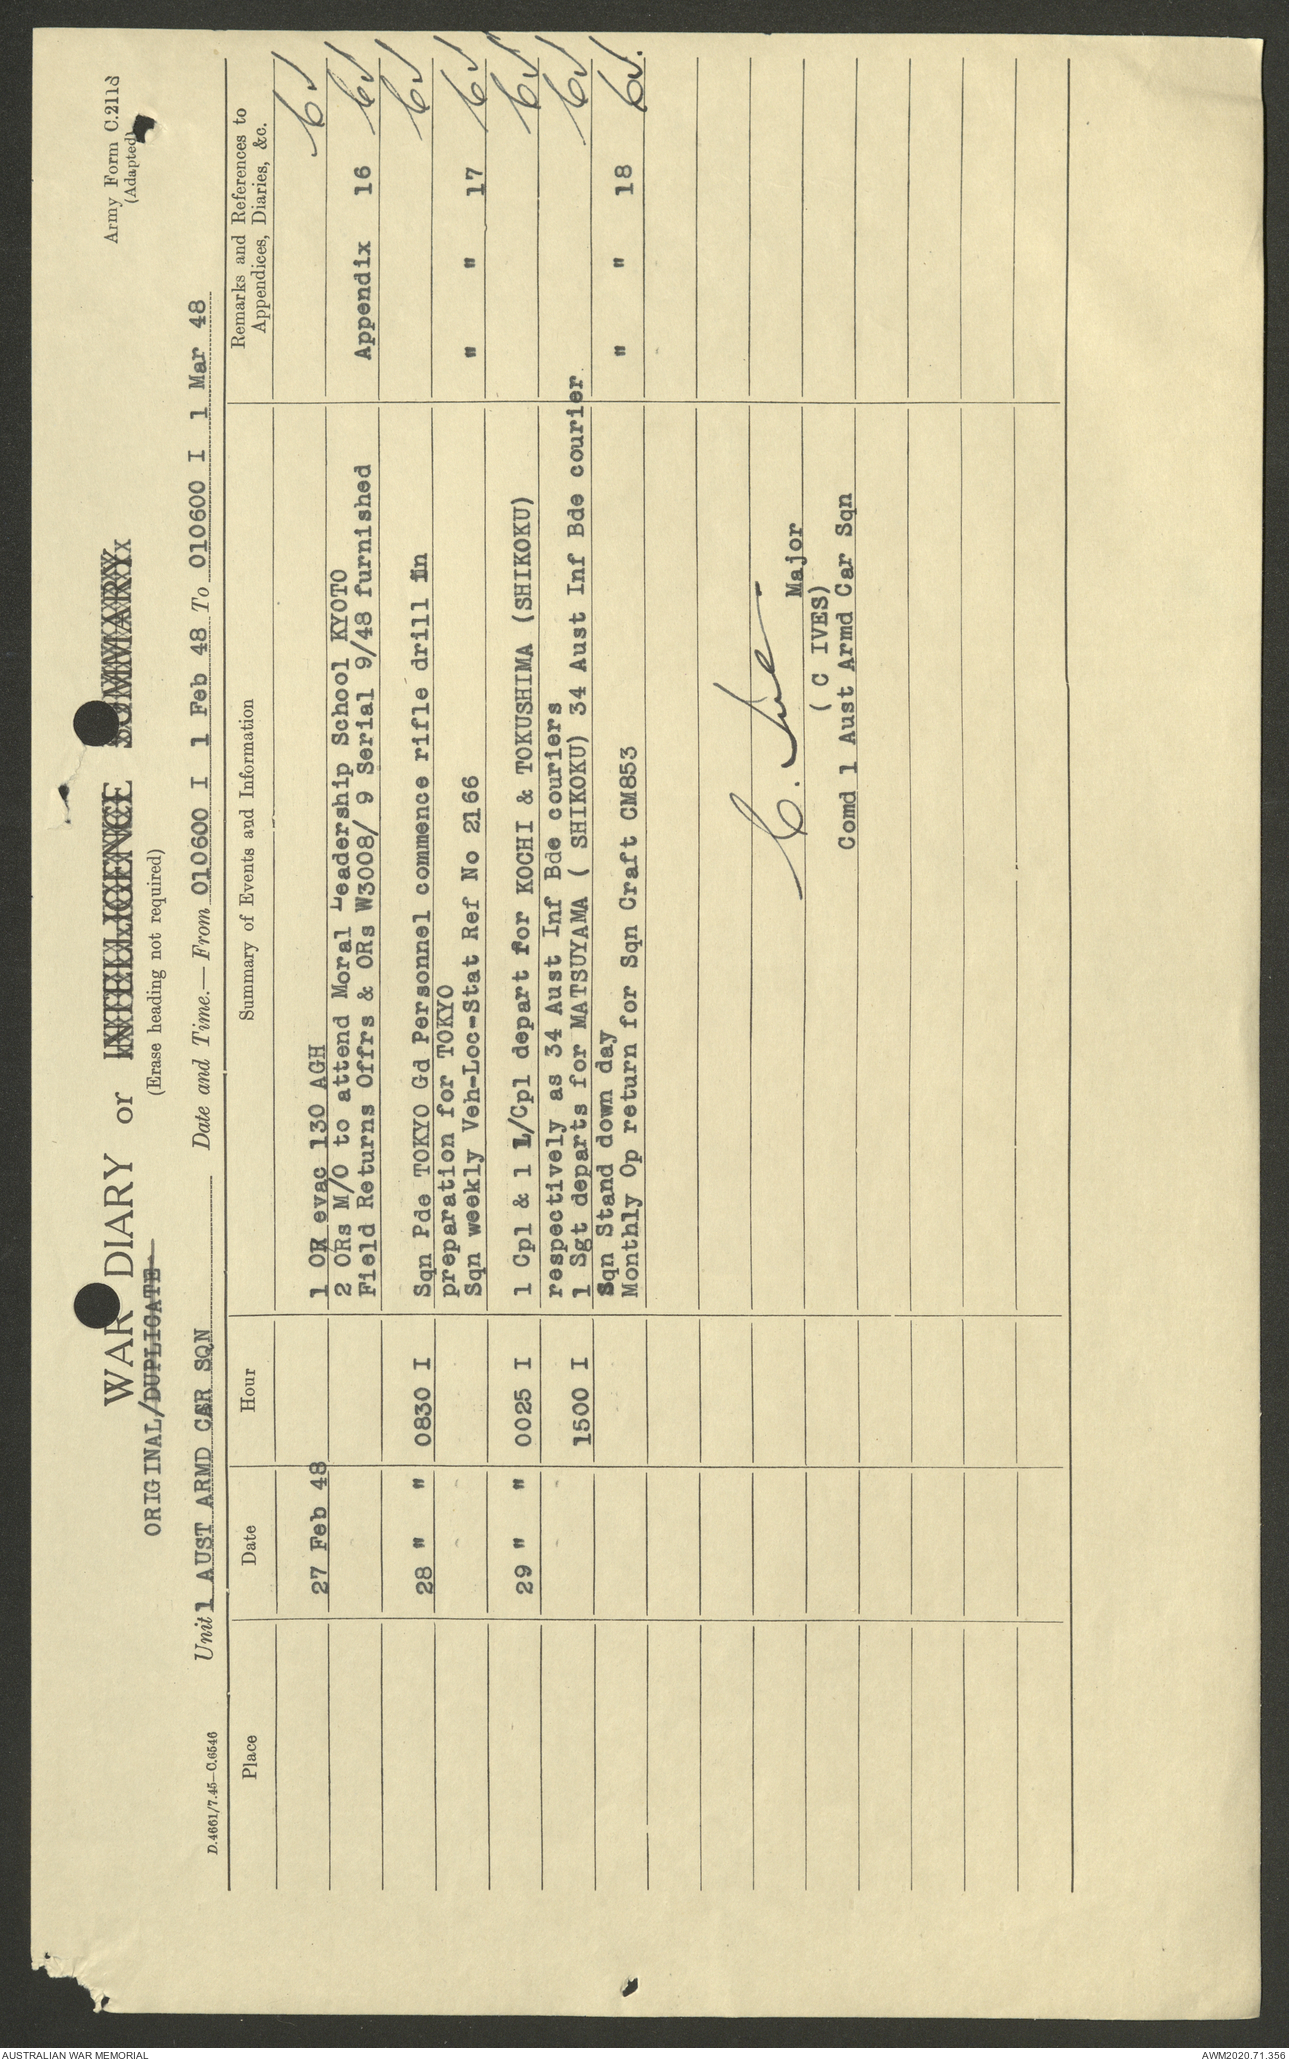 Army Form C.2118
(Adapted)
WAR DIARY or INTELLIGENCE SUMMARY
ORIGINAL/DUPLICATE
(Erase heading not required)
D.4661/7.45—C.6546
Unit 1 AUST ARMD CAR SQN Date and Time:—From 010600 I 1 Feb 48 To 010600 I 1 Mar 48
Place Date Hour Summary of Events and Information Remarks and References to Appendices, Diaries, &c.
27 Feb 48 1 OR evac 130 AGH
2 ORs M/O to attend Moral Leadership School KYOTO
Field Returns Offrs & ORs W3008/ 9 Serial 9/48 furnished Appendix 16
28 " " 0830 I Sqn Pde TOKYO Gd Personnel commence rifle drill in
preparation for TOKYO
Sqn weekly Veh-Loc-Stat Ref No 2166 " " 17
29 " " 0025 I 1 Cpl & 1 L/Cpl depart for KOCHI & TOKUSHIMA (SHIKOKU)
respectively as 34 Aust Inf Bde couriers
1500 I 1 Sgt departs for MATSUYAMA ( SHIKOKU) 34 Aust Inf Bde courier
Sqn Stand down day
Monthly Op return for Sqn Craft CM853 " " 18
C. Ives
Major
( C IVES)
Comd 1 Aust Armd Car Sqn
AUSTRALIAN WAR MEMORIAL
AWM2020.71.356